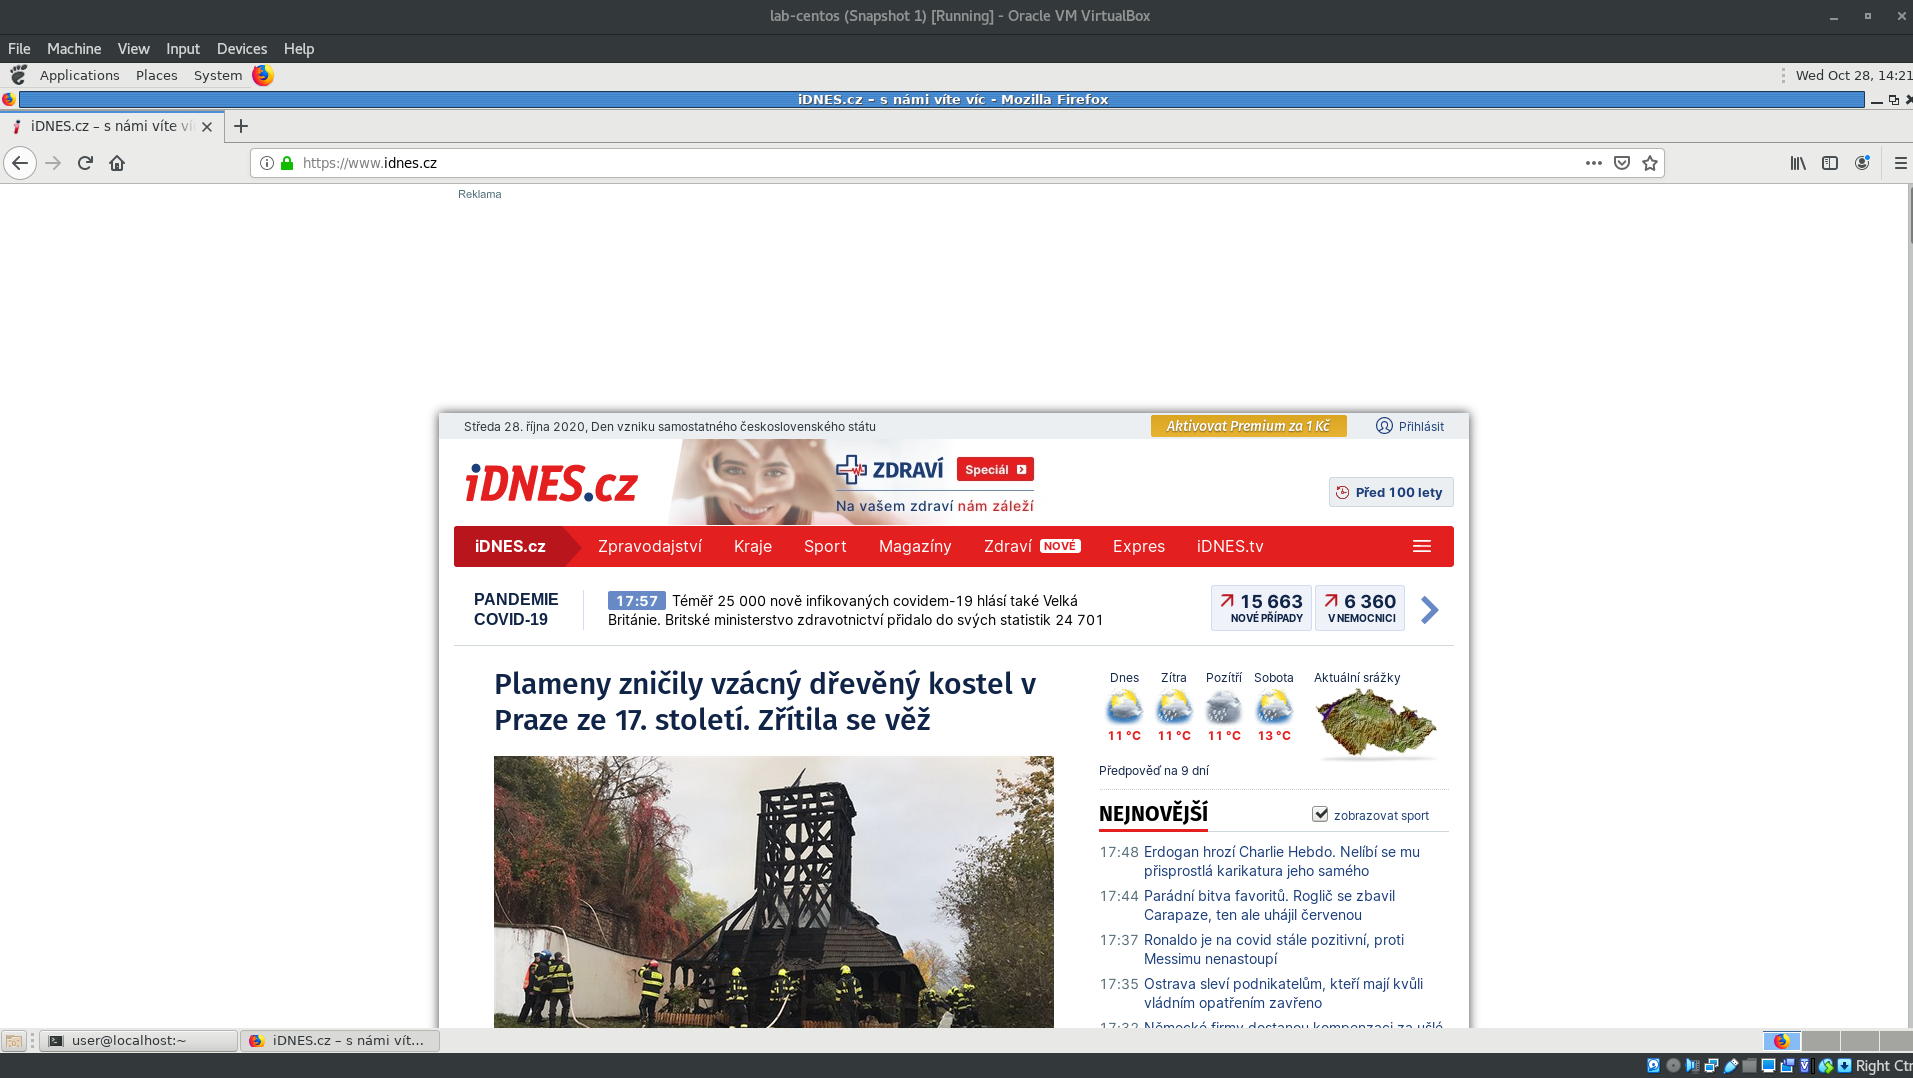 lab-centos (Snapshot 1) [Running] - Oracle VM VirtualBox
File Machine View Input Devices Help
Applications Places System
Wed Oct 28, 14:21
iDNES.cz – s námi víte víc - Mozilla Firefox
iDNES.cz – s námi víte ví
https://www.idnes.cz
Reklama
Středa 28. října 2020, Den vzniku samostatného československého státu
Aktivovat Premium za 1 Kč
Přihlásit
iDNES.cz
ZDRAVÍ
Speciál
Na vašem zdraví nám záleží
Před 100 lety
iDNES.cz Zpravodajství Kraje Sport Magazíny Zdraví NOVÉ Expres iDNES.tv
PANDEMIE
COVID-19
17:57 Téměř 25 000 nově infikovaných covidem-19 hlásí také Velká
Británie. Britské ministerstvo zdravotnictví přidalo do svých statistik 24 701
15 663
NOVÉ PŘÍPADY
6 360
V NEMOCNICI
Plameny zničily vzácný dřevěný kostel v
Praze ze 17. století. Zřítila se věž
Dnes Zítra Pozítří Sobota Aktuální srážky
11 °C 11 °C 11 °C 13 °C
Předpověď na 9 dní
NEJNOVĚJŠÍ
zobrazovat sport
17:48 Erdogan hrozí Charlie Hebdo. Nelíbí se mu
přisprostlá karikatura jeho samého
17:44 Parádní bitva favoritů. Roglič se zbavil
Carapaze, ten ale uhájil červenou
17:37 Ronaldo je na covid stále pozitivní, proti
Messimu nenastoupí
17:35 Ostrava sleví podnikatelům, kteří mají kvůli
vládním opatřením zavřeno
17:32 Německé firmy dostanou kompenzaci za ušlé
user@localhost:~
iDNES.cz – s námi vít...
Right Ctr